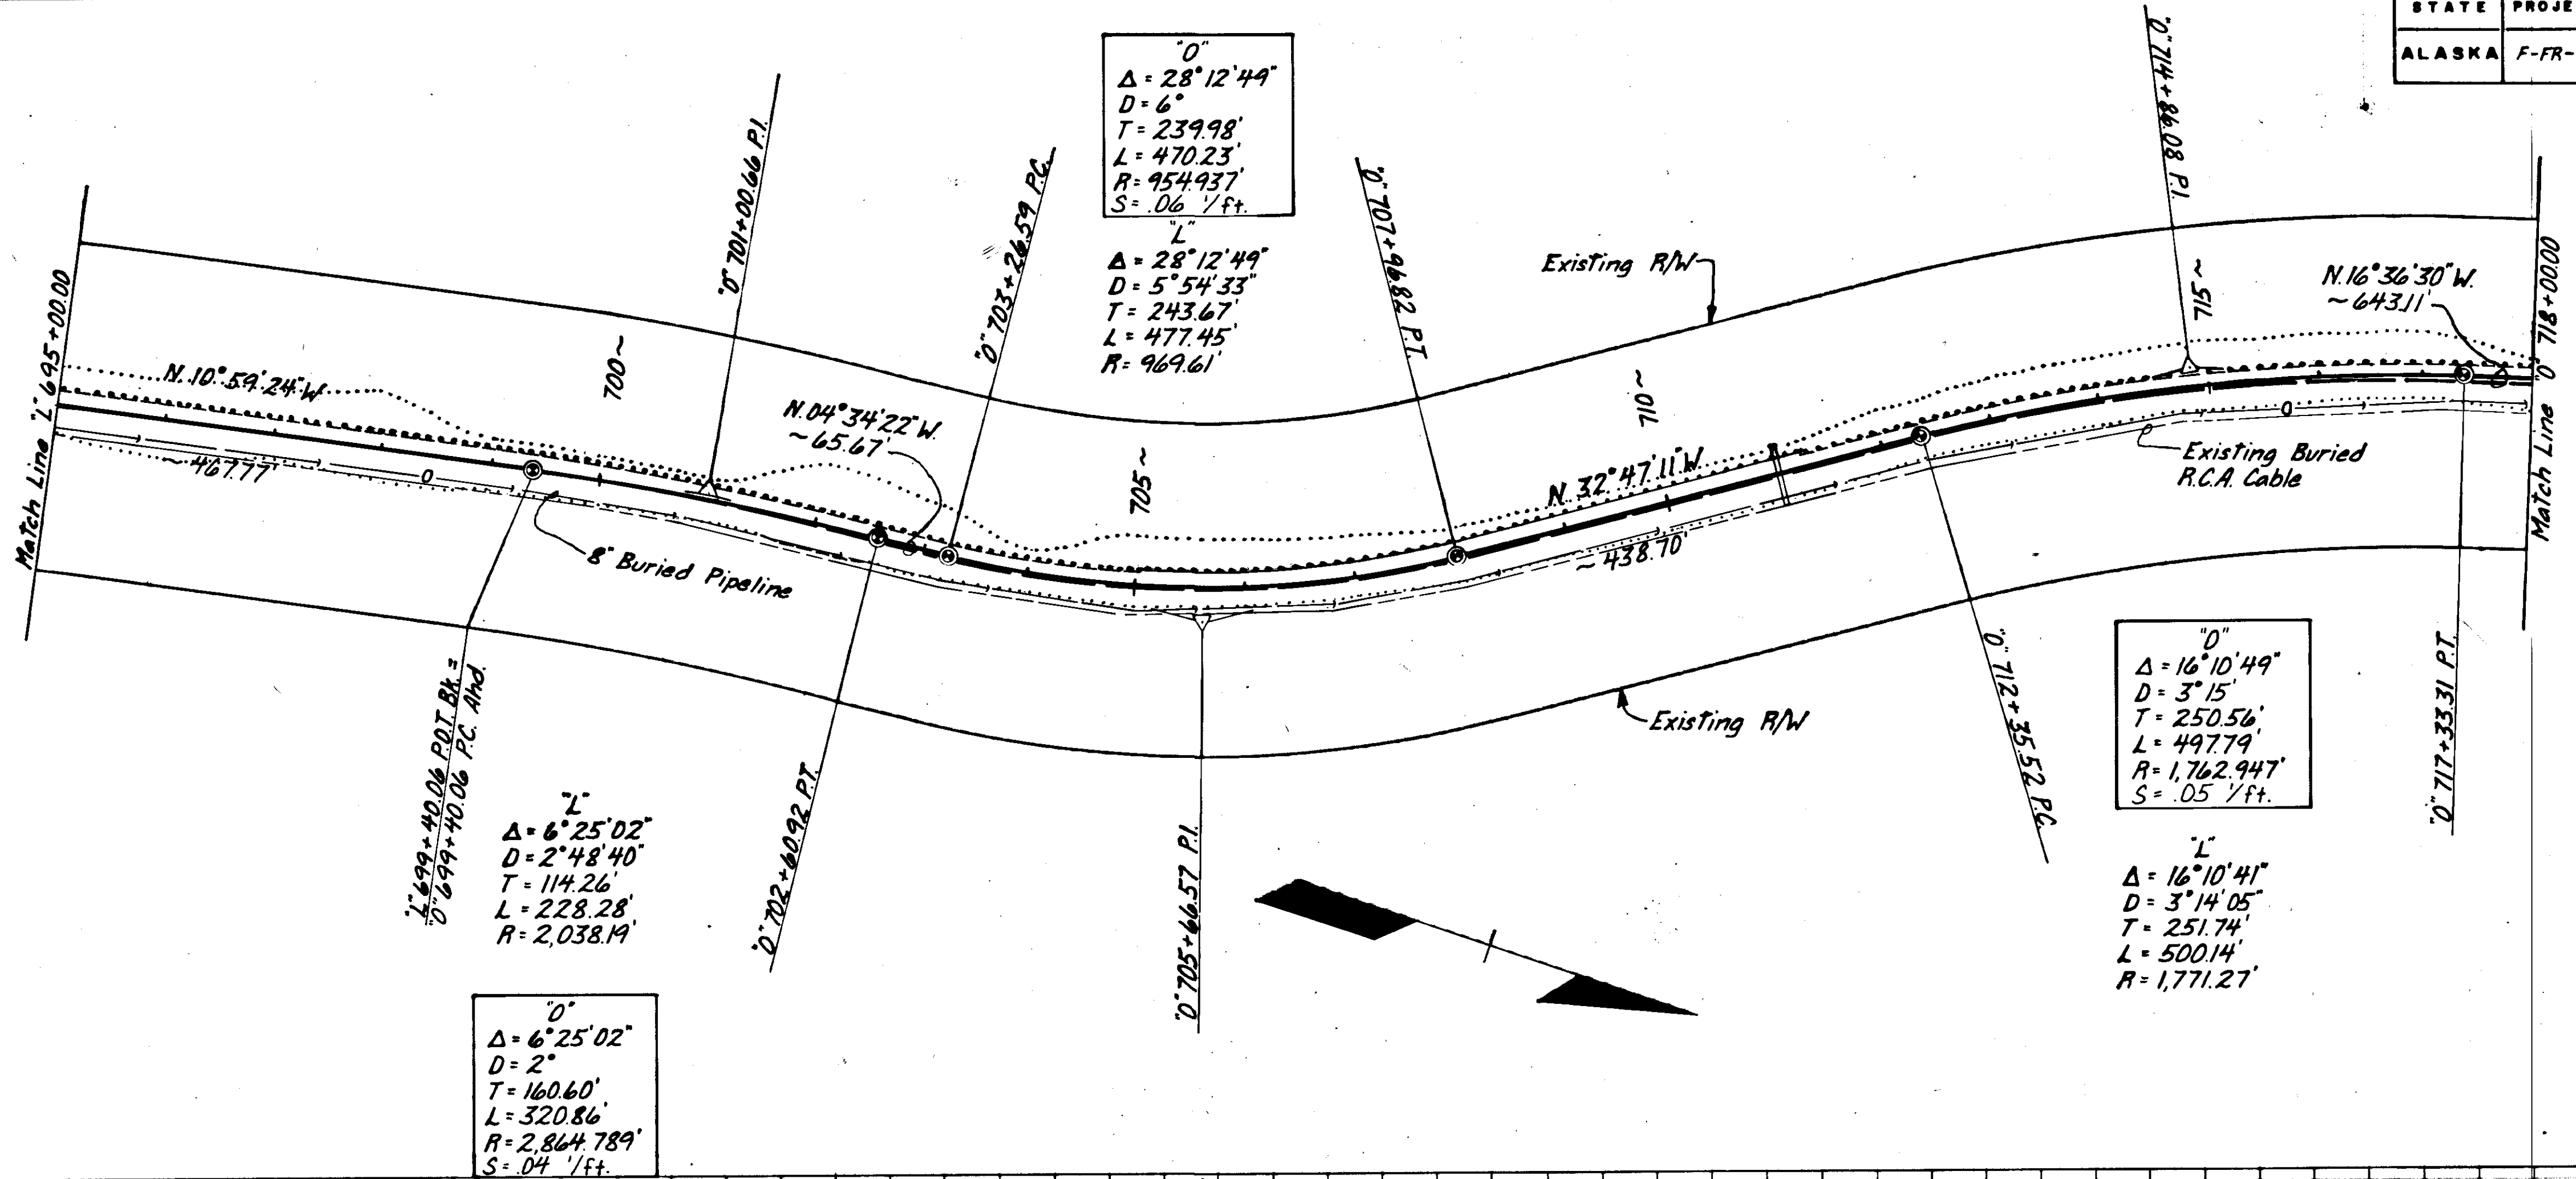 STATE PROJE
ALASKA F-FR-
Match Line "L" 695+00.00
N. 10° 59' 24" W.
~ 467.77'
700~
"O" 701+00.66 P.I.
N. 04° 34' 22" W.
~ 65.67'
"O" 703+26.59 P.C.
"O"
Δ = 28° 12' 49"
D = 6°
T = 239.98'
L = 470.23'
R = 954.937'
S = .06 '/ft.
"L"
Δ = 28° 12' 49"
D = 5° 54' 33"
T = 243.67'
L = 477.45'
R = 969.61'
705~
"O" 707+96.82 P.T.
Existing R/W
710~
N. 32° 47' 11" W.
~ 438.70'
"O" 714+86.08 P.I.
~715
N. 16° 36' 30" W.
~ 643.11'
Match Line "O" 718+00.00
Existing Buried
R.C.A. Cable
8" Buried Pipeline
Existing R/W
"L" 699+40.06 P.O.T. Bk. =
"O" 699+40.06 P.C. Ahd.
"O" 702+60.92 P.T.
"O" 705+66.57 P.I.
"O" 712+35.52 P.C.
"O" 717+33.31 P.T.
"L"
Δ = 6° 25' 02"
D = 2° 48' 40"
T = 114.26'
L = 228.28'
R = 2,038.19'
"O"
Δ = 6° 25' 02"
D = 2°
T = 160.60'
L = 320.86'
R = 2,864.789'
S = .04 '/ft.
"O"
Δ = 16° 10' 49"
D = 3° 15'
T = 250.56'
L = 497.79'
R = 1,762.947'
S = .05 '/ft.
"L"
Δ = 16° 10' 41"
D = 3° 14' 05"
T = 251.74'
L = 500.14'
R = 1,771.27'